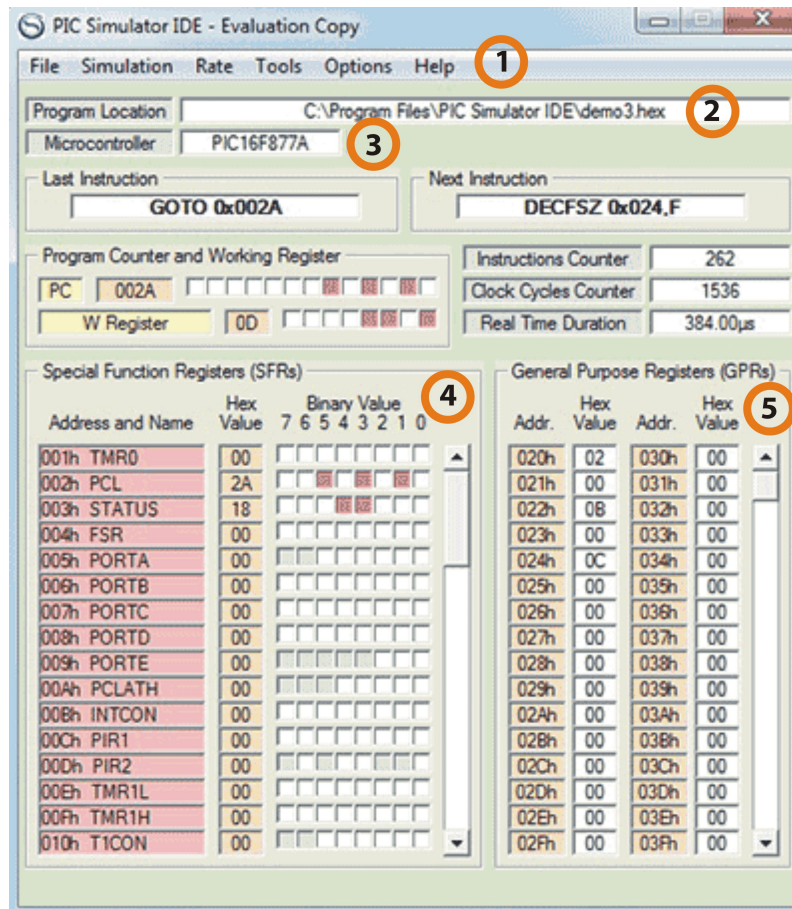 PIC Simulator IDE - Evaluation Copy
File Simulation Rate Tools Options Help 1
Program Location C:\Program Files\PIC Simulator IDE\demo3.hex 2
Microcontroller PIC16F877A 3
Last Instruction
GOTO 0x002A
Next Instruction
DECFSZ 0x024,F
Program Counter and Working Register
PC 002A
W Register 0D
Instructions Counter 262
Clock Cycles Counter 1536
Real Time Duration 384.00µs
Special Function Registers (SFRs) 4
Hex Binary Value
Address and Name Value 7 6 5 4 3 2 1 0
001h TMR0 00
002h PCL 2A
003h STATUS 18
004h FSR 00
005h PORTA 00
006h PORTB 00
007h PORTC 00
008h PORTD 00
009h PORTE 00
00Ah PCLATH 00
00Bh INTCON 00
00Ch PIR1 00
00Dh PIR2 00
00Eh TMR1L 00
00Fh TMR1H 00
010h T1CON 00
General Purpose Registers (GPRs) 5
Hex Hex
Addr. Value Addr. Value
020h 02 030h 00
021h 00 031h 00
022h 0B 032h 00
023h 00 033h 00
024h 0C 034h 00
025h 00 035h 00
026h 00 036h 00
027h 00 037h 00
028h 00 038h 00
029h 00 039h 00
02Ah 00 03Ah 00
02Bh 00 03Bh 00
02Ch 00 03Ch 00
02Dh 00 03Dh 00
02Eh 00 03Eh 00
02Fh 00 03Fh 00